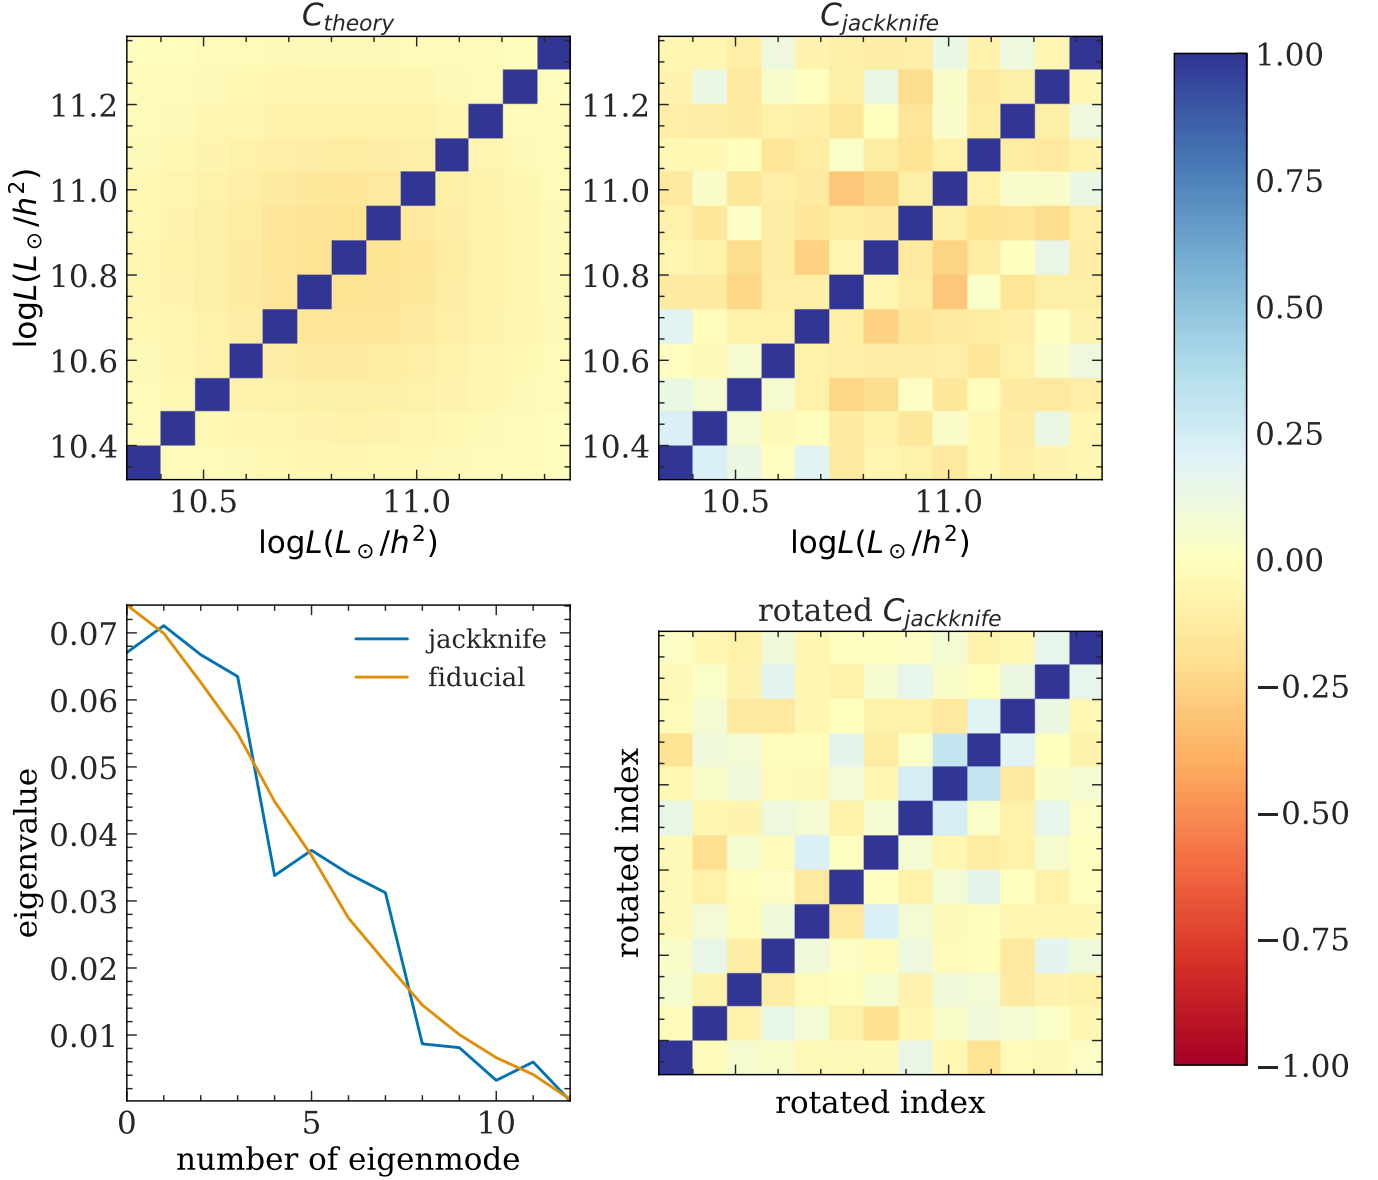 C_theory
C_jackknife
11.2
11.0
10.8
10.6
10.4
logL(L_⊙/h²)
10.5 11.0
logL(L_⊙/h²)
11.2
11.0
10.8
10.6
10.4
10.5 11.0
logL(L_⊙/h²)
1.00
0.75
0.50
0.25
0.00
−0.25
−0.50
−0.75
−1.00
0.07
0.06
0.05
0.04
0.03
0.02
0.01
eigenvalue
jackknife
fiducial
0 5 10
number of eigenmode
rotated C_jackknife
rotated index
rotated index